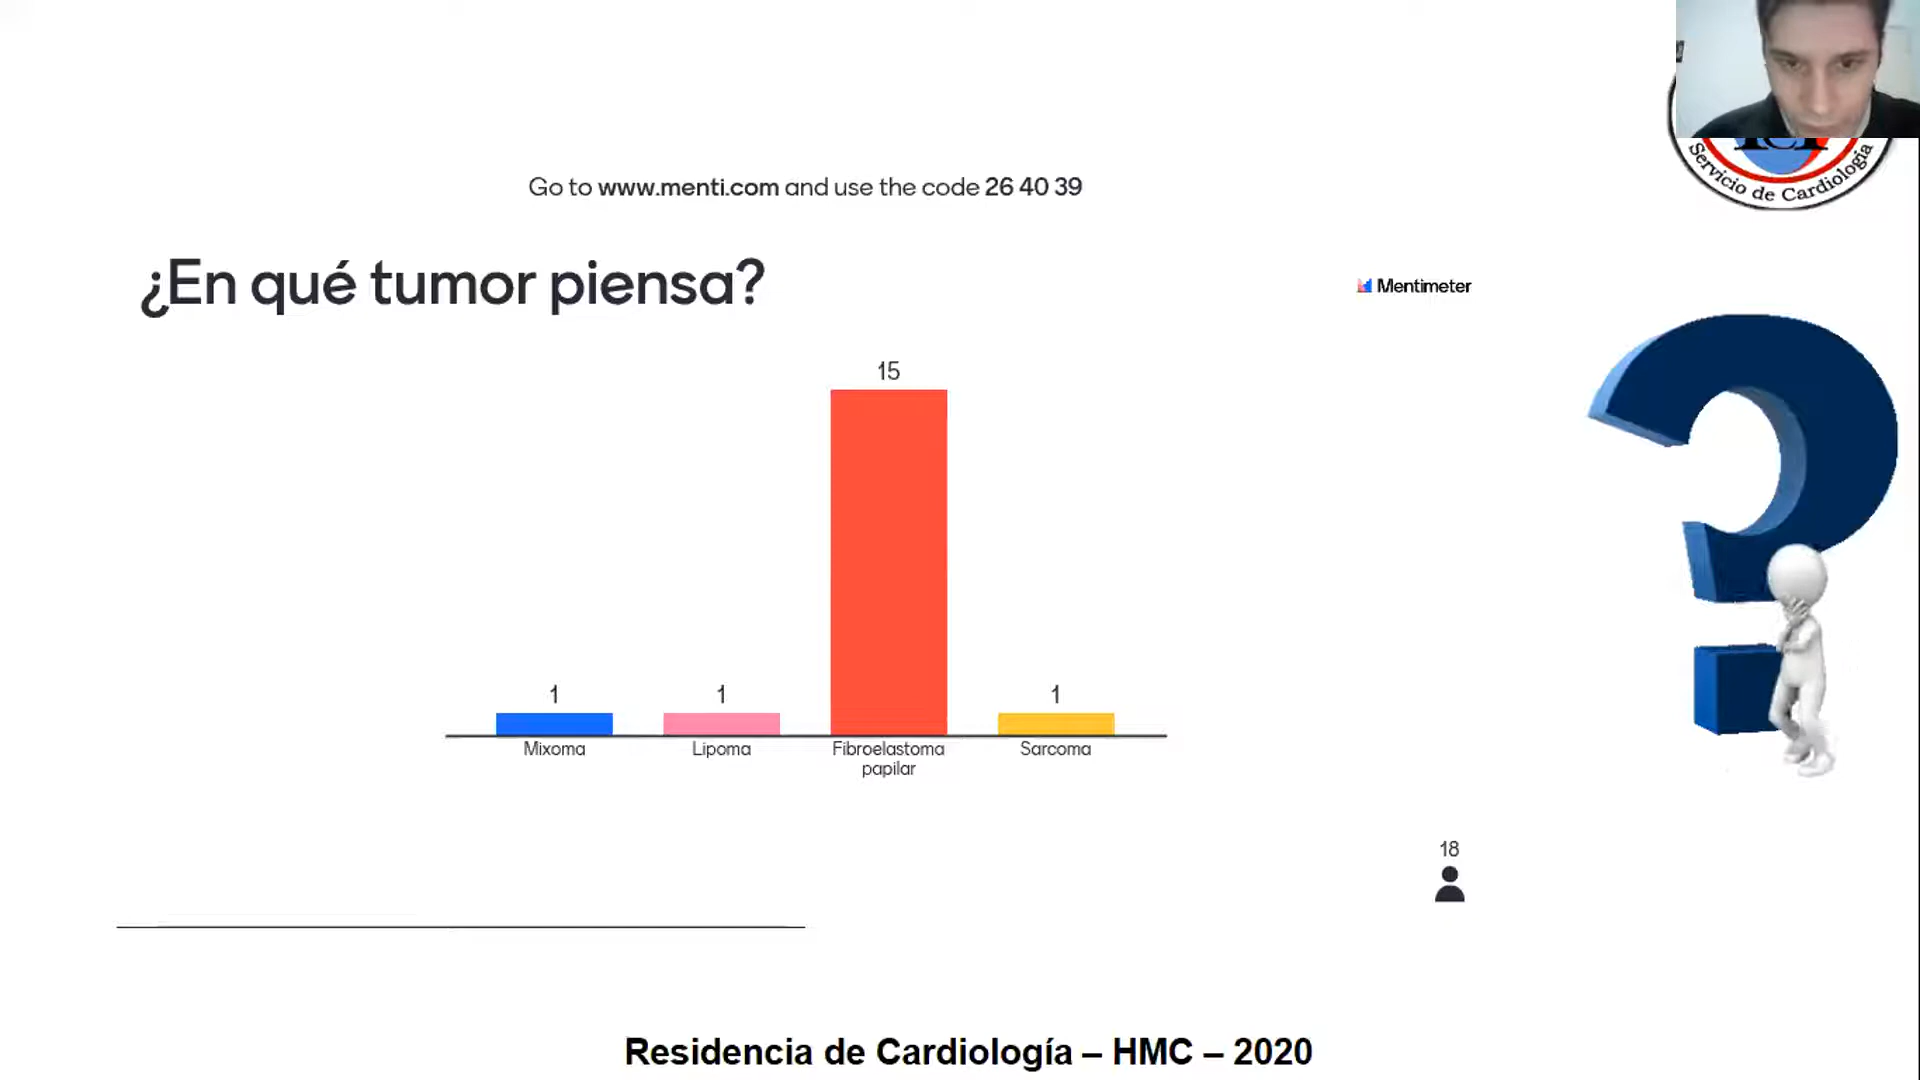 Go to www.menti.com and use the code 26 40 39
Servicio de Cardiología
¿En qué tumor piensa?
Mentimeter
15
1
1
1
Mixoma
Lipoma
Fibroelastoma
papilar
Sarcoma
18
Residencia de Cardiología – HMC – 2020